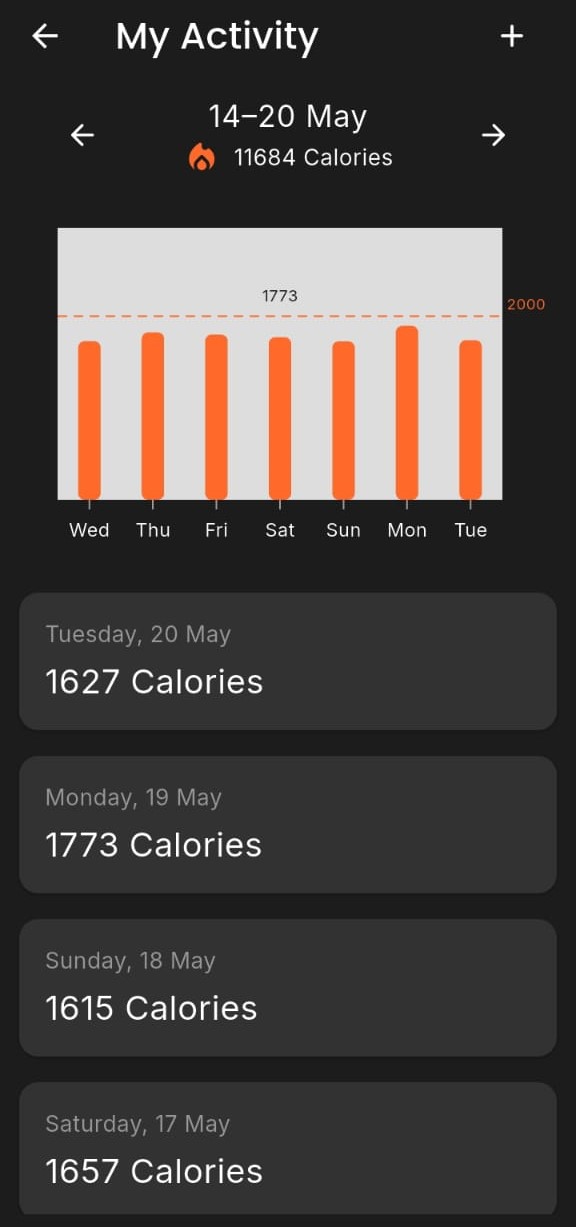 My Activity
14–20 May
11684 Calories
1773
2000
Wed Thu Fri Sat Sun Mon Tue
Tuesday, 20 May
1627 Calories
Monday, 19 May
1773 Calories
Sunday, 18 May
1615 Calories
Saturday, 17 May
1657 Calories